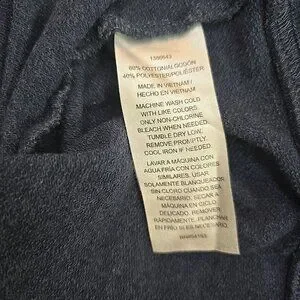 60% COTTON/ALGODÓN
40% POLYESTER/POLIÉSTER
MADE IN VIETNAM /
HECHO EN VIETNAM
MACHINE WASH COLD
WITH LIKE COLORS.
ONLY NON-CHLORINE
BLEACH WHEN NEEDED.
TUMBLE DRY LOW.
REMOVE PROMPTLY.
COOL IRON IF NEEDED.
LAVAR A MÁQUINA CON
AGUA FRÍA CON COLORES
SIMILARES. USAR
SOLAMENTE BLANQUEADOR
SIN CLORO CUANDO SEA
NECESARIO. SECAR A
MÁQUINA EN CICLO
DELICADO. REMOVER
RÁPIDAMENTE. PLANCHAR
EN FRÍO SI ES NECESARIO.